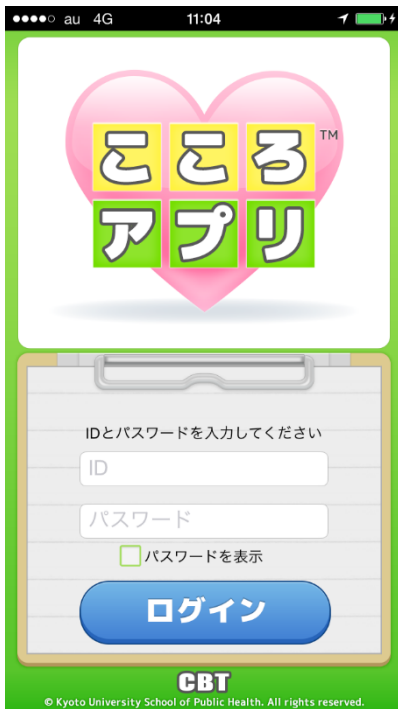 au 4G 11:04
こころ™
アプリ
IDとパスワードを入力してください
ID
パスワード
パスワードを表示
ログイン
CBT
© Kyoto University School of Public Health. All rights reserved.